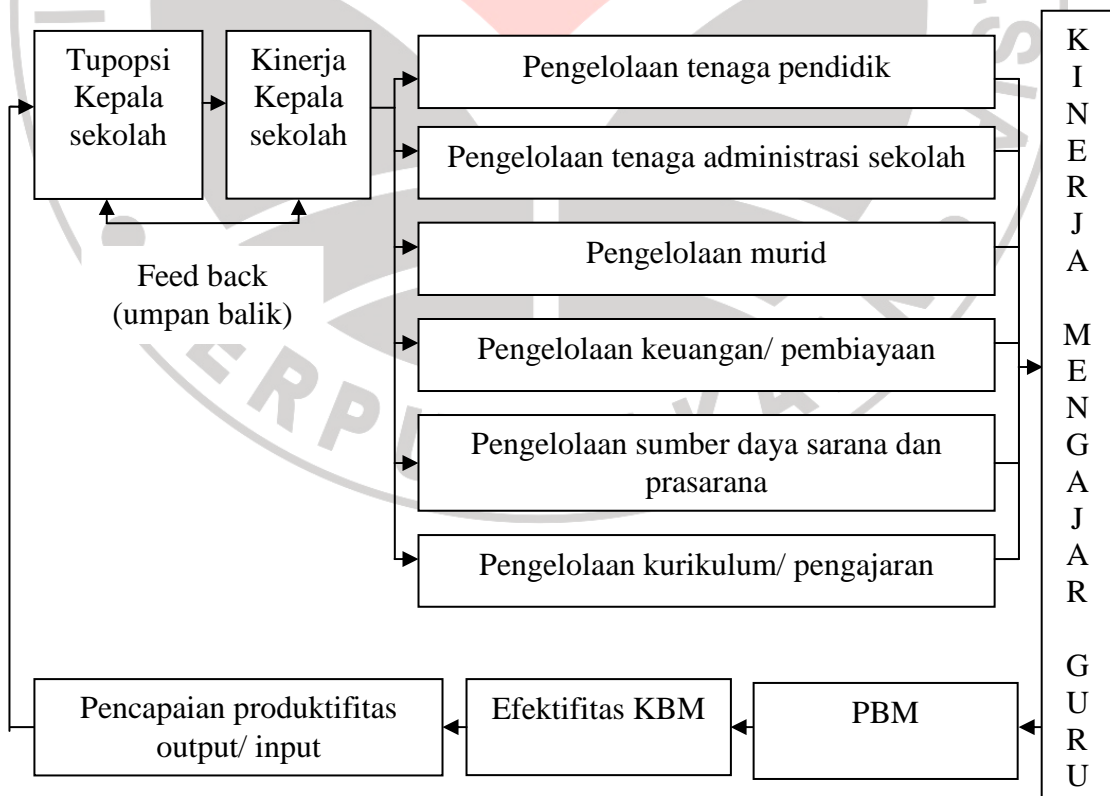 Tupopsi
Kepala
sekolah
Kinerja
Kepala
sekolah
Feed back
(umpan balik)
Pengelolaan tenaga pendidik
Pengelolaan tenaga administrasi sekolah
Pengelolaan murid
Pengelolaan keuangan/ pembiayaan
Pengelolaan sumber daya sarana dan
prasarana
Pengelolaan kurikulum/ pengajaran
K
I
N
E
R
J
A
M
E
N
G
A
J
A
R
G
U
R
U
PBM
Efektifitas KBM
Pencapaian produktifitas
output/ input